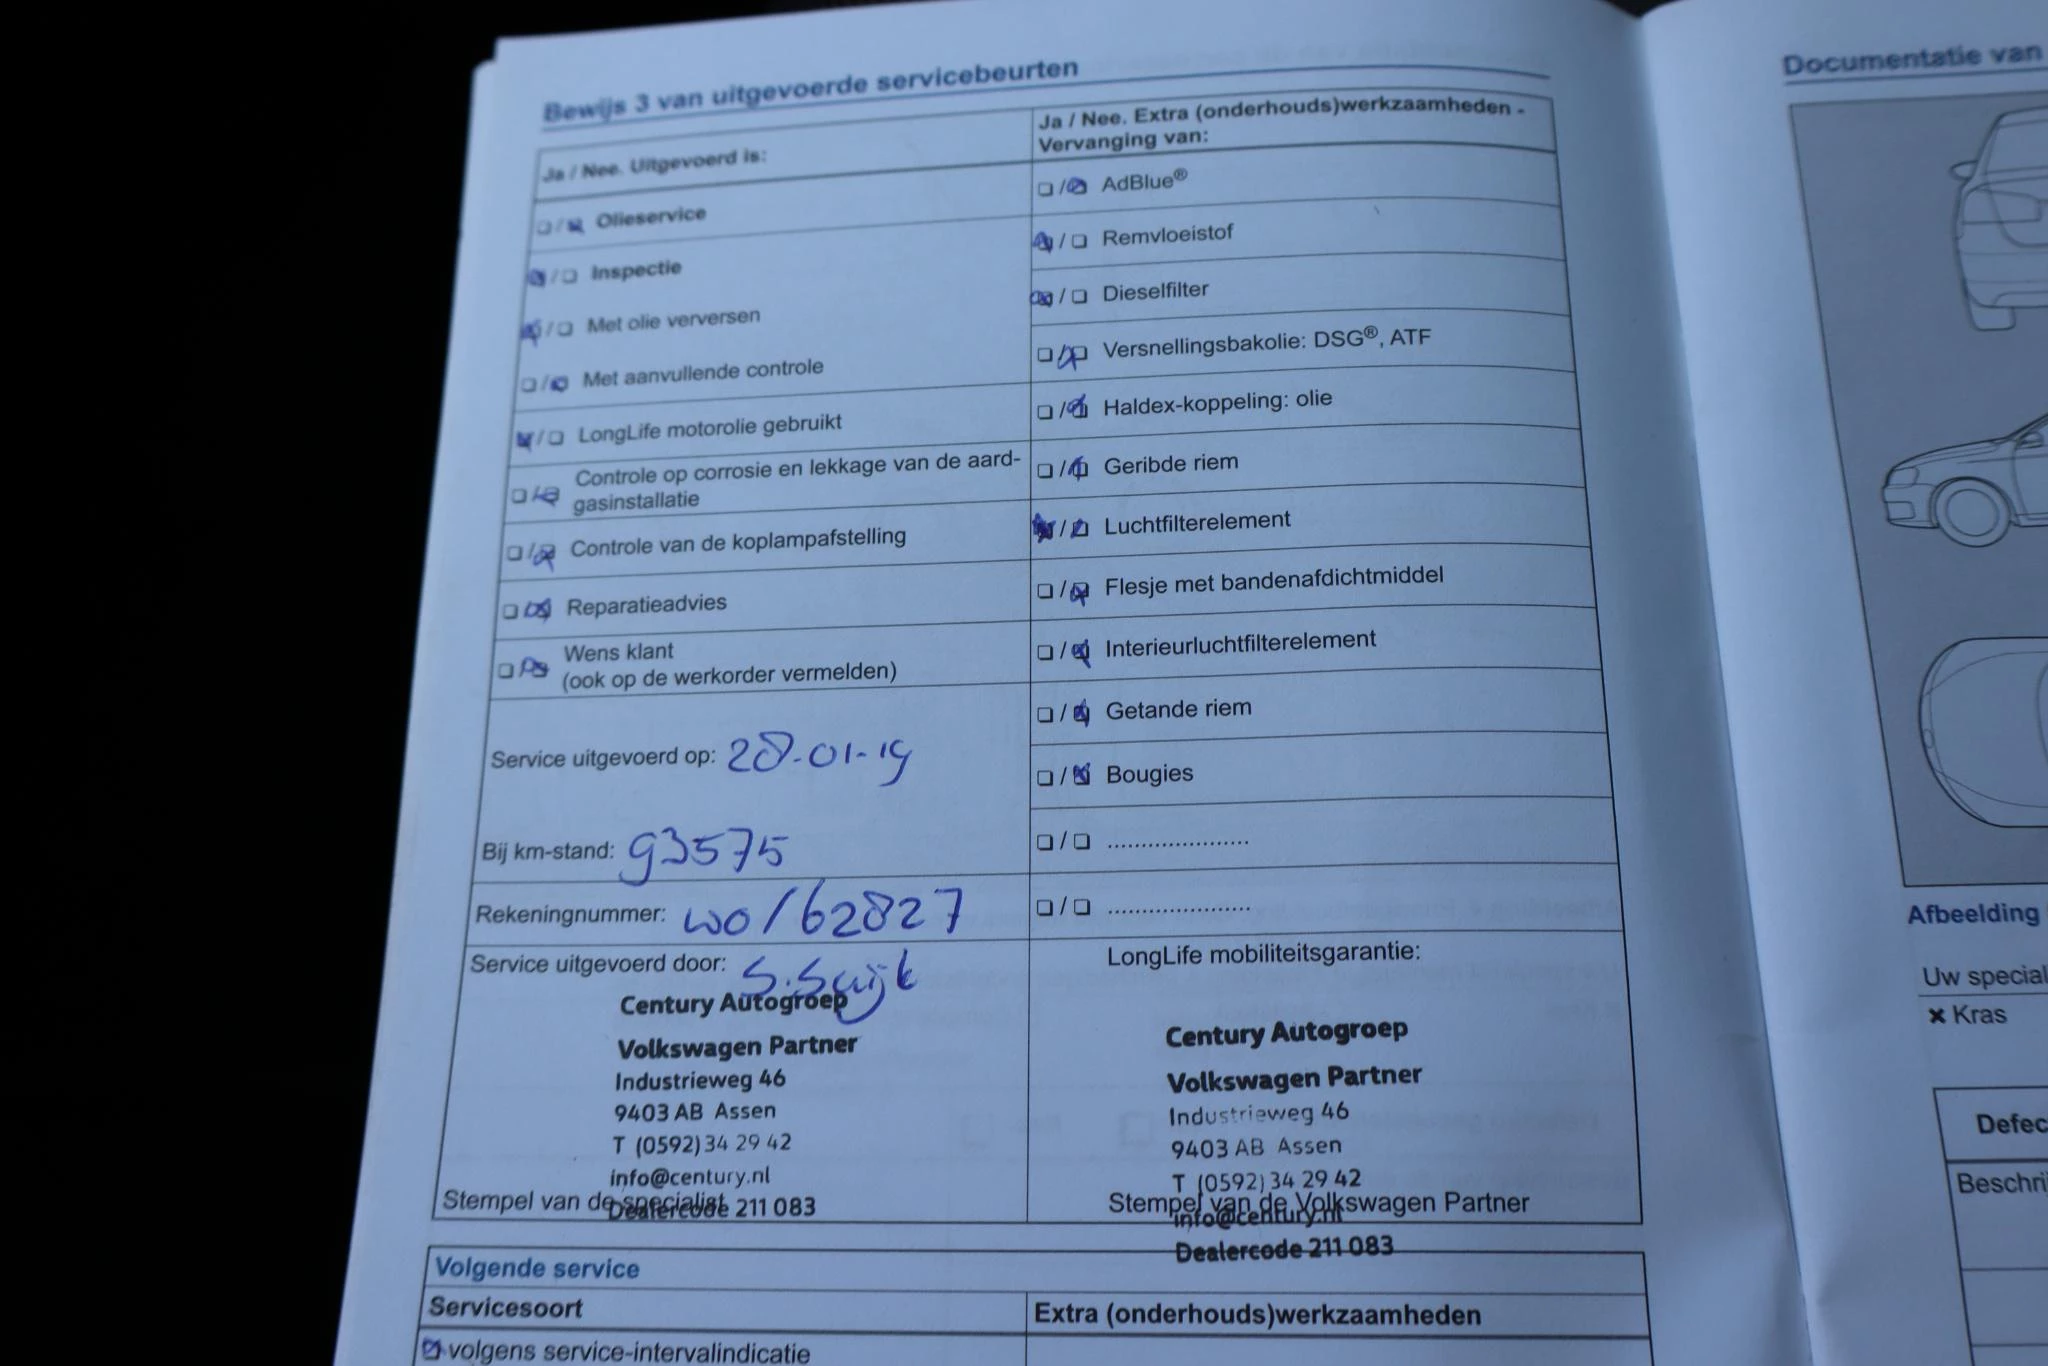 Bewijs 3 van uitgevoerde servicebeurten
Ja / Nee. Uitgevoerd is:
Olieservice
Inspectie
Met olie verversen
Met aanvullende controle
LongLife motorolie gebruikt
Controle op corrosie en lekkage van de aard-
gasinstallatie
Controle van de koplampafstelling
Reparatieadvies
Wens klant
(ook op de werkorder vermelden)
Service uitgevoerd op: 28-01-19
Bij km-stand: 93575
Rekeningnummer: wo/62827
Service uitgevoerd door:
Century Autogroep
Volkswagen Partner
Industrieweg 46
9403 AB Assen
T (0592) 34 29 42
info@century.nl
Stempel van de specialist
Dealercode 211 083
Ja / Nee. Extra (onderhouds)werkzaamheden -
Vervanging van:
AdBlue®
Remvloeistof
Dieselfilter
Versnellingsbakolie: DSG®, ATF
Haldex-koppeling: olie
Geribde riem
Luchtfilterelement
Flesje met bandenafdichtmiddel
Interieurluchtfilterelement
Getande riem
Bougies
.....................
.....................
LongLife mobiliteitsgarantie:
Century Autogroep
Volkswagen Partner
Industrieweg 46
9403 AB Assen
T (0592) 34 29 42
Stempel van de Volkswagen Partner
info@century.nl
Dealercode 211 083
Volgende service
Servicesoort
Extra (onderhouds)werkzaamheden
volgens service-intervalindicatie
Documentatie van
Afbeelding
Uw special
× Kras
Defec
Beschri